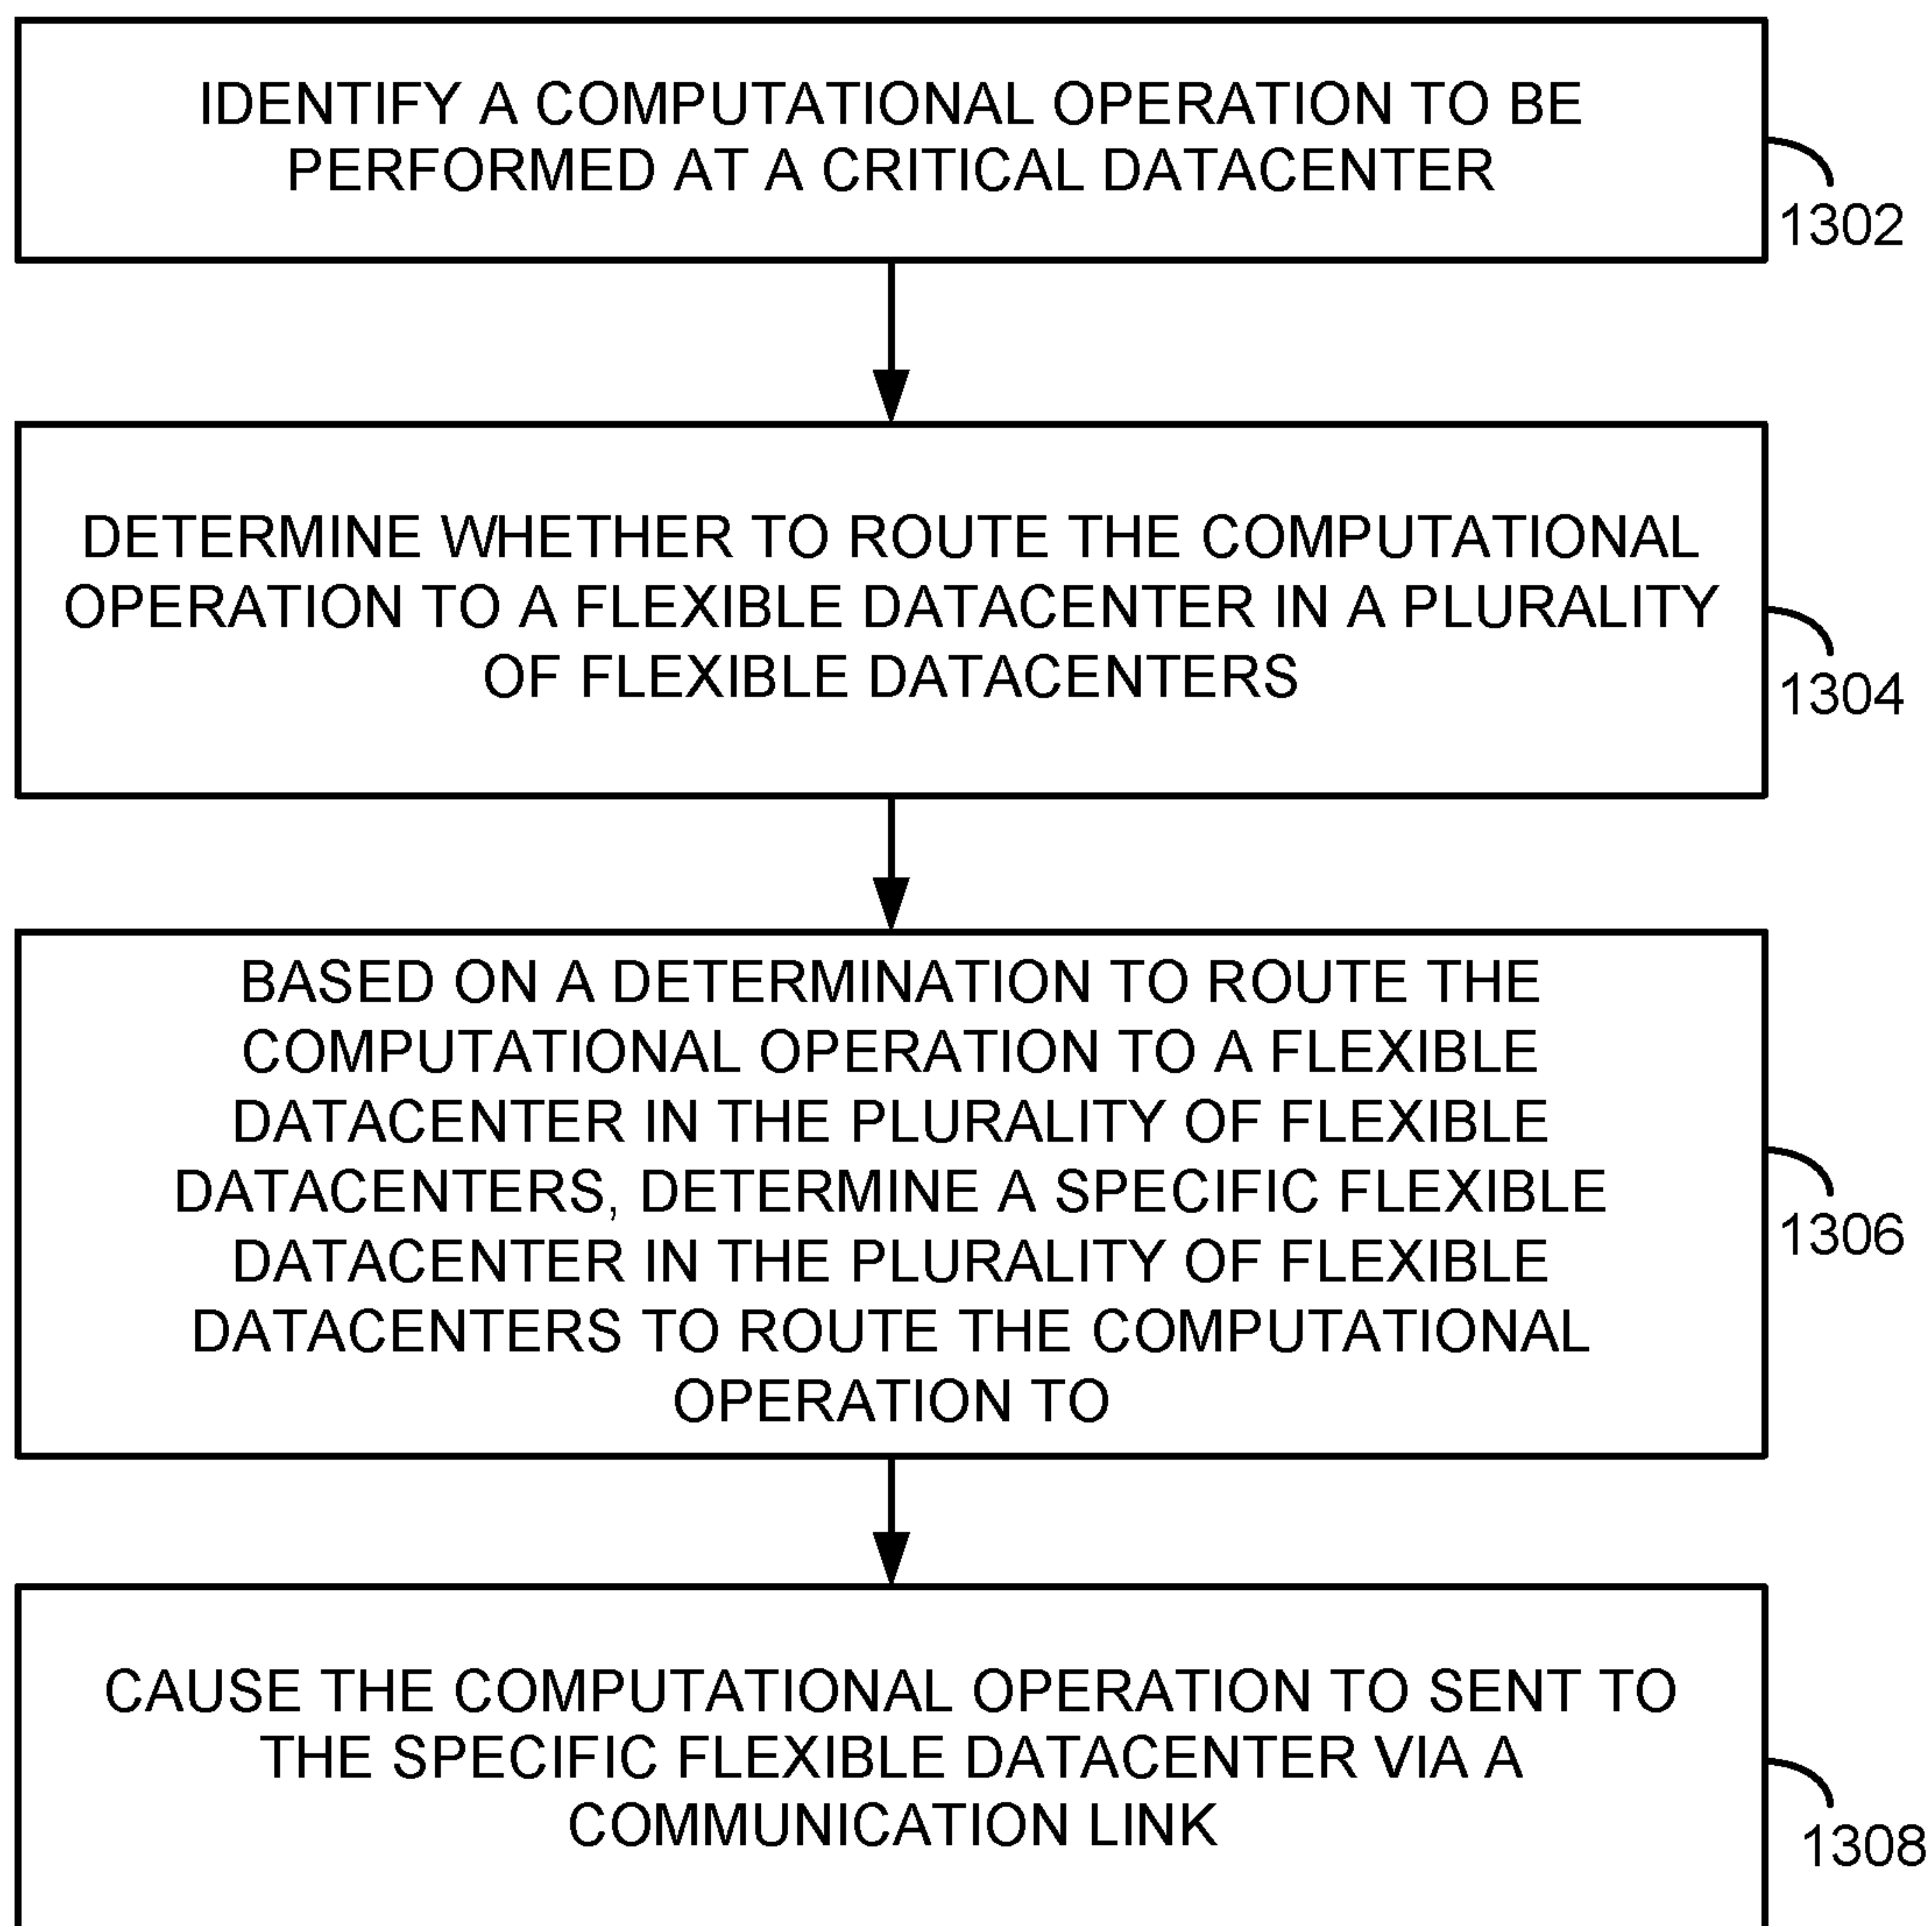 IDENTIFY A COMPUTATIONAL OPERATION TO BE
PERFORMED AT A CRITICAL DATACENTER
1302
DETERMINE WHETHER TO ROUTE THE COMPUTATIONAL
OPERATION TO A FLEXIBLE DATACENTER IN A PLURALITY
OF FLEXIBLE DATACENTERS
1304
BASED ON A DETERMINATION TO ROUTE THE
COMPUTATIONAL OPERATION TO A FLEXIBLE
DATACENTER IN THE PLURALITY OF FLEXIBLE
DATACENTERS, DETERMINE A SPECIFIC FLEXIBLE
DATACENTER IN THE PLURALITY OF FLEXIBLE
DATACENTERS TO ROUTE THE COMPUTATIONAL
OPERATION TO
1306
CAUSE THE COMPUTATIONAL OPERATION TO SENT TO
THE SPECIFIC FLEXIBLE DATACENTER VIA A
COMMUNICATION LINK
1308